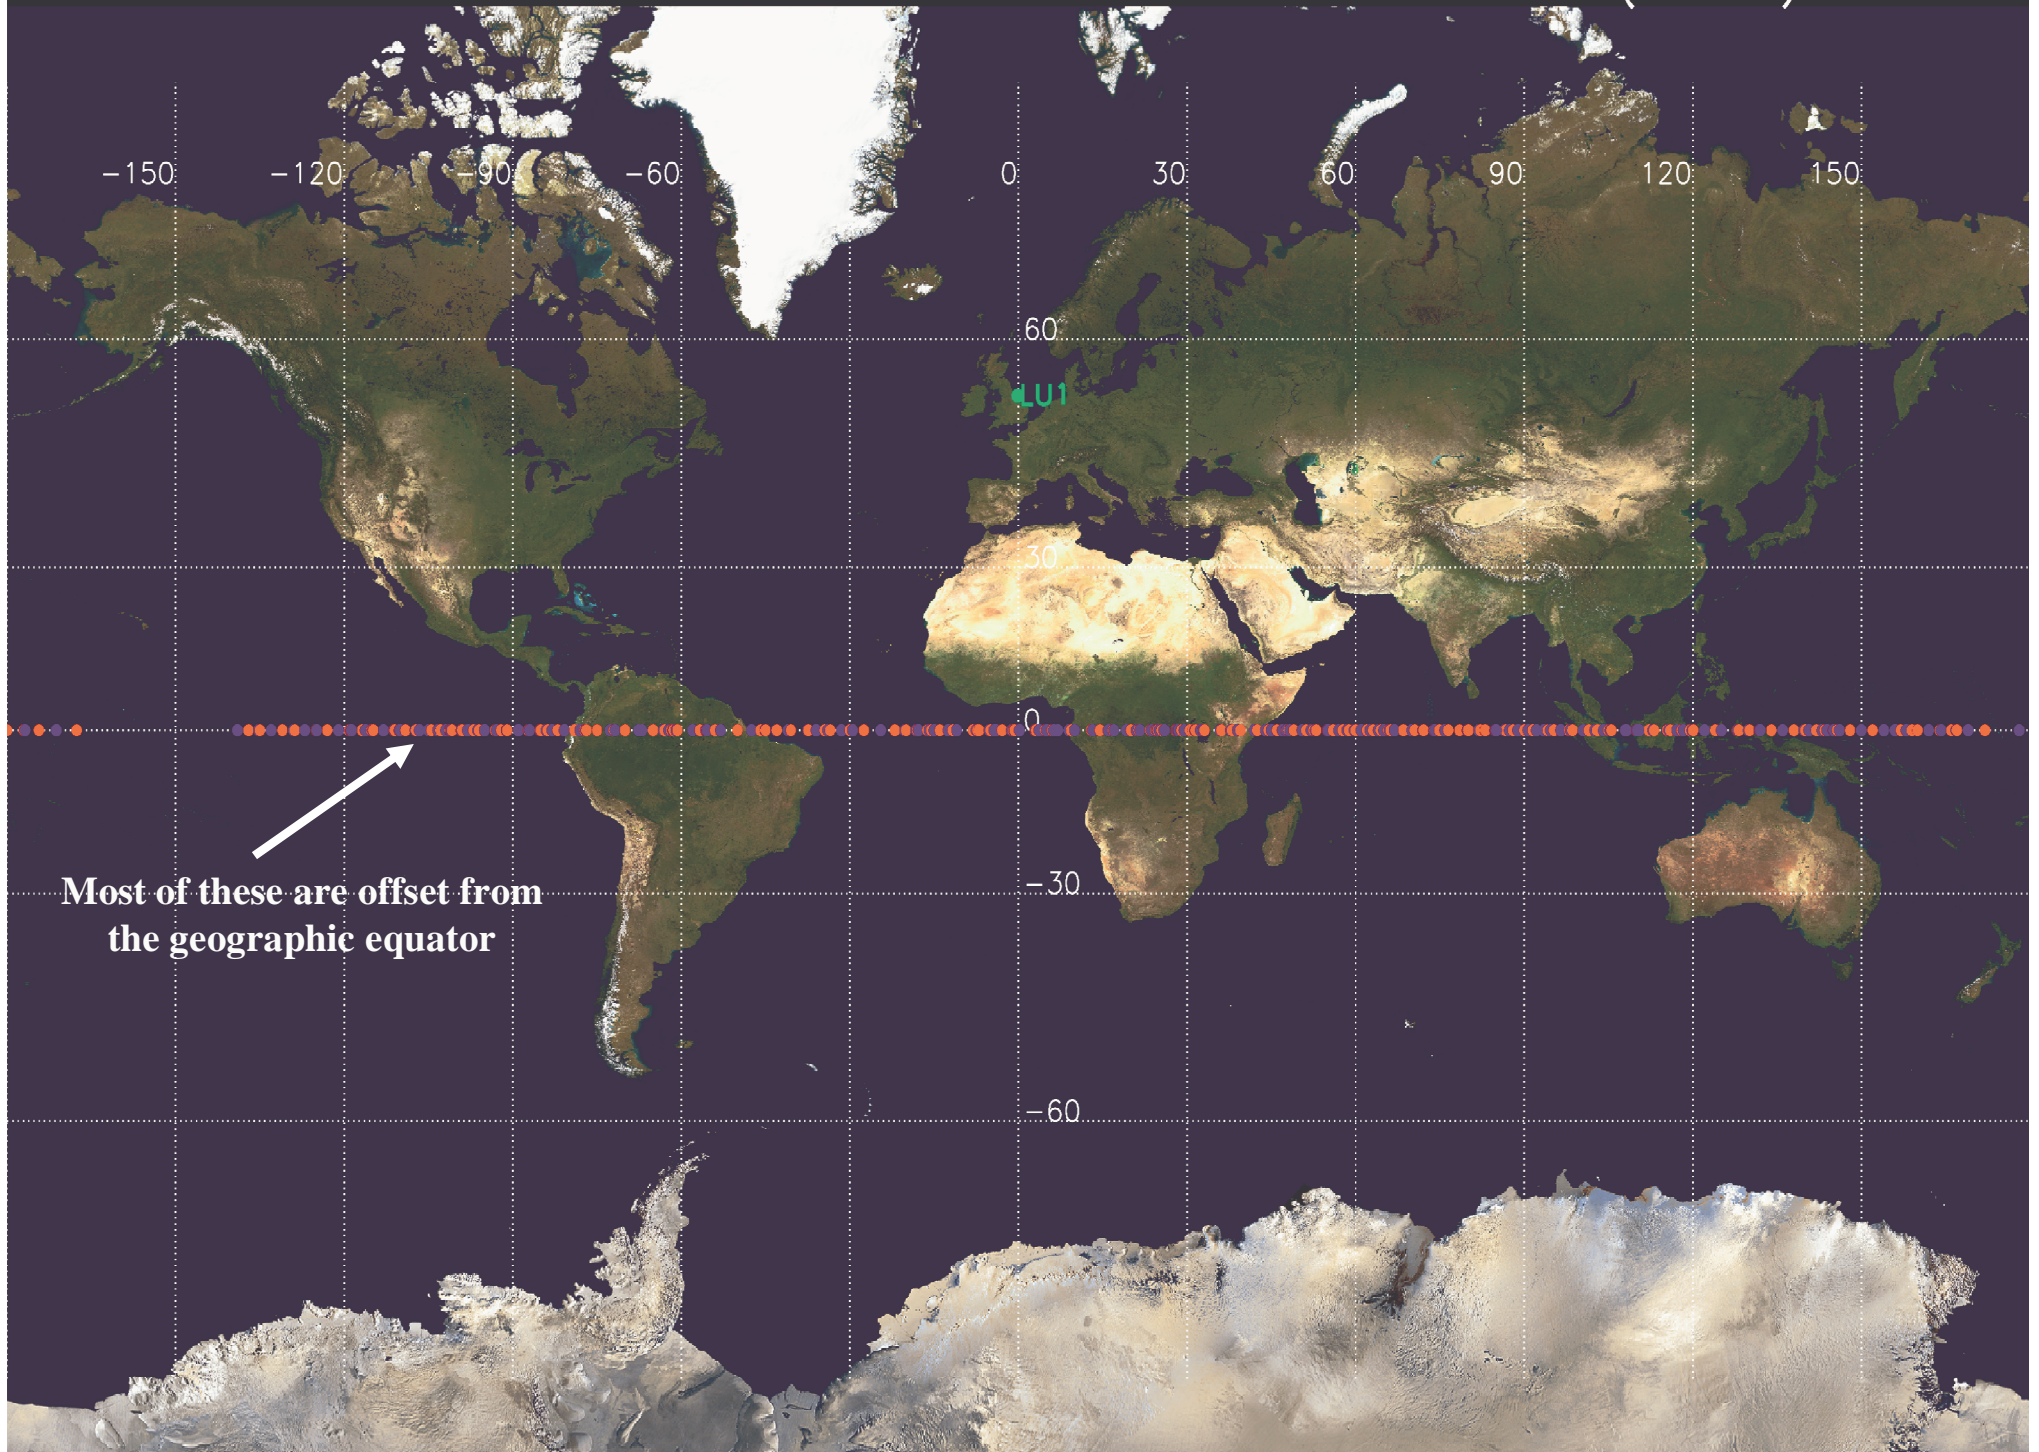 -150 -120 -90 -60 0 30 60 90 120 150
60
LU1
30
0
Most of these are offset from
the geographic equator
-30
-60